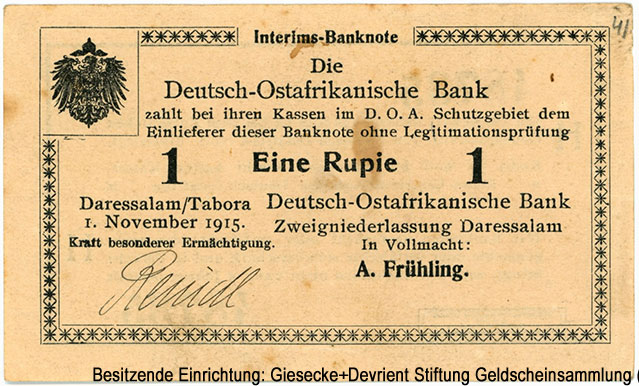 41
Interims-Banknote
Die
Deutsch-Ostafrikanische Bank
zahlt bei ihren Kassen im D. O. A. Schutzgebiet dem
Einlieferer dieser Banknote ohne Legitimationsprüfung
1 Eine Rupie 1
Daressalam/Tabora
1. November 1915.
Kraft besonderer Ermächtigung.
Deutsch-Ostafrikanische Bank
Zweigniederlassung Daressalam
In Vollmacht:
A. Frühling.
Besitzende Einrichtung: Giesecke+Devrient Stiftung Geldscheinsammlung (